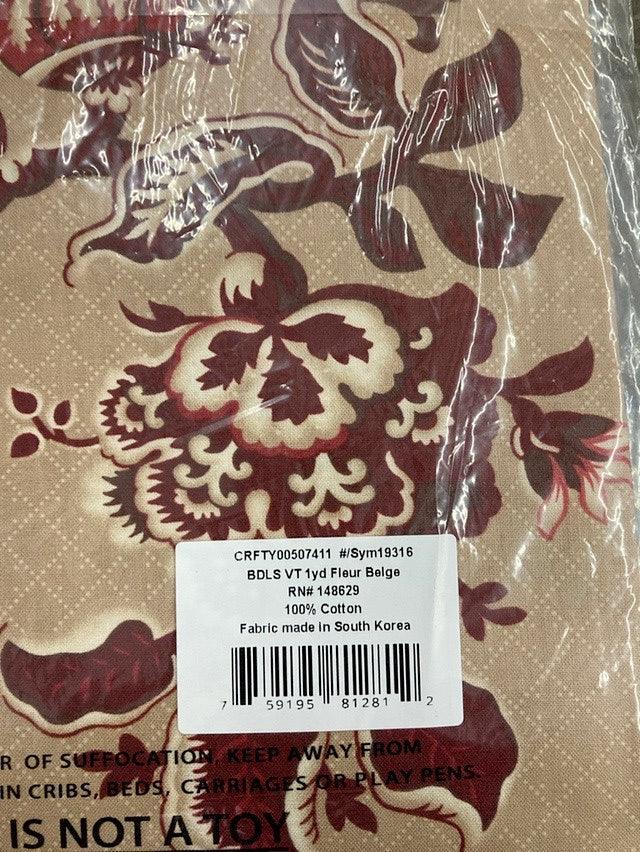 CRFTY00507411 #/Sym19316
BDLS VT 1yd Fleur Beige
RN# 148629
100% Cotton
Fabric made in South Korea
7 59195 81281 2
R OF SUFFOCATION, KEEP AWAY FROM
IN CRIBS, BEDS, CARRIAGES OR PLAY PENS.
IS NOT A TOY